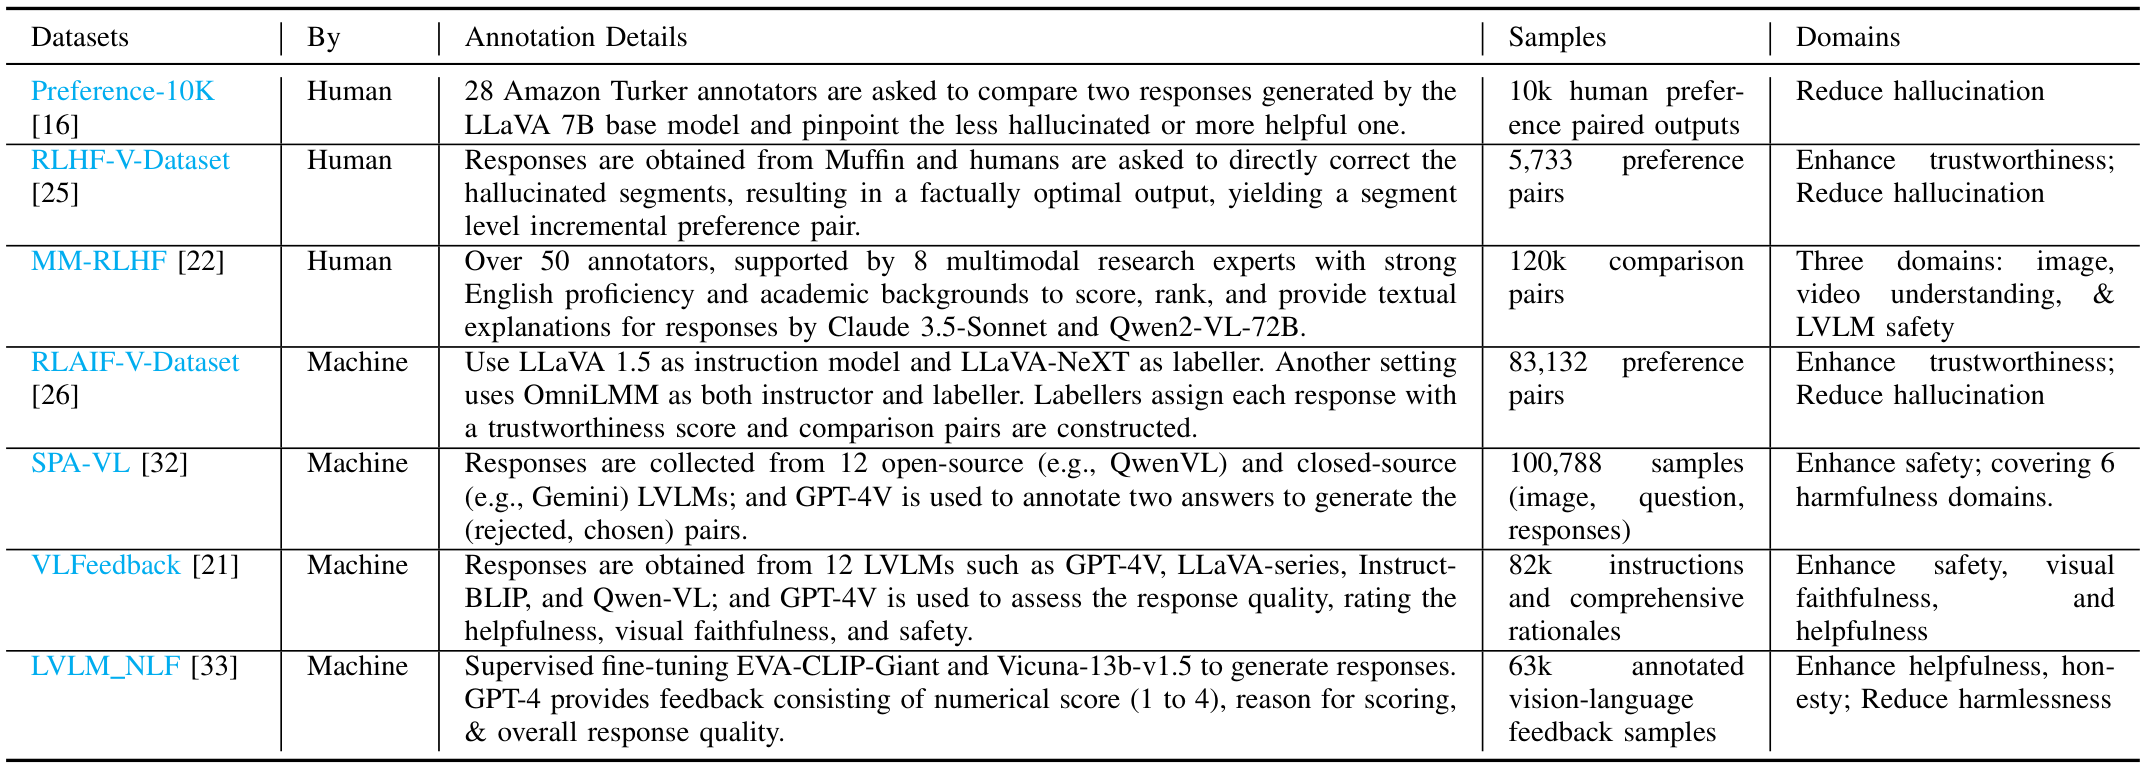 Datasets By Annotation Details Samples Domains
Preference-10K Human 28 Amazon Turker annotators are asked to compare two responses generated by the 10k human prefer- Reduce hallucination
[16] LLaVA 7B base model and pinpoint the less hallucinated or more helpful one. ence paired outputs
RLHF-V-Dataset Human Responses are obtained from Muffin and humans are asked to directly correct the 5,733 preference Enhance trustworthiness;
[25] hallucinated segments, resulting in a factually optimal output, yielding a segment pairs Reduce hallucination
level incremental preference pair.
MM-RLHF [22] Human Over 50 annotators, supported by 8 multimodal research experts with strong 120k comparison Three domains: image,
English proficiency and academic backgrounds to score, rank, and provide textual pairs video understanding, &
explanations for responses by Claude 3.5-Sonnet and Qwen2-VL-72B. LVLM safety
RLAIF-V-Dataset Machine Use LLaVA 1.5 as instruction model and LLaVA-NeXT as labeller. Another setting 83,132 preference Enhance trustworthiness;
[26] uses OmniLMM as both instructor and labeller. Labellers assign each response with pairs Reduce hallucination
a trustworthiness score and comparison pairs are constructed.
SPA-VL [32] Machine Responses are collected from 12 open-source (e.g., QwenVL) and closed-source 100,788 samples Enhance safety; covering 6
(e.g., Gemini) LVLMs; and GPT-4V is used to annotate two answers to generate the (image, question, harmfulness domains.
(rejected, chosen) pairs. responses)
VLFeedback [21] Machine Responses are obtained from 12 LVLMs such as GPT-4V, LLaVA-series, Instruct- 82k instructions Enhance safety, visual
BLIP, and Qwen-VL; and GPT-4V is used to assess the response quality, rating the and comprehensive faithfulness, and
helpfulness, visual faithfulness, and safety. rationales helpfulness
LVLM_NLF [33] Machine Supervised fine-tuning EVA-CLIP-Giant and Vicuna-13b-v1.5 to generate responses. 63k annotated Enhance helpfulness, hon-
GPT-4 provides feedback consisting of numerical score (1 to 4), reason for scoring, vision-language esty; Reduce harmlessness
& overall response quality. feedback samples